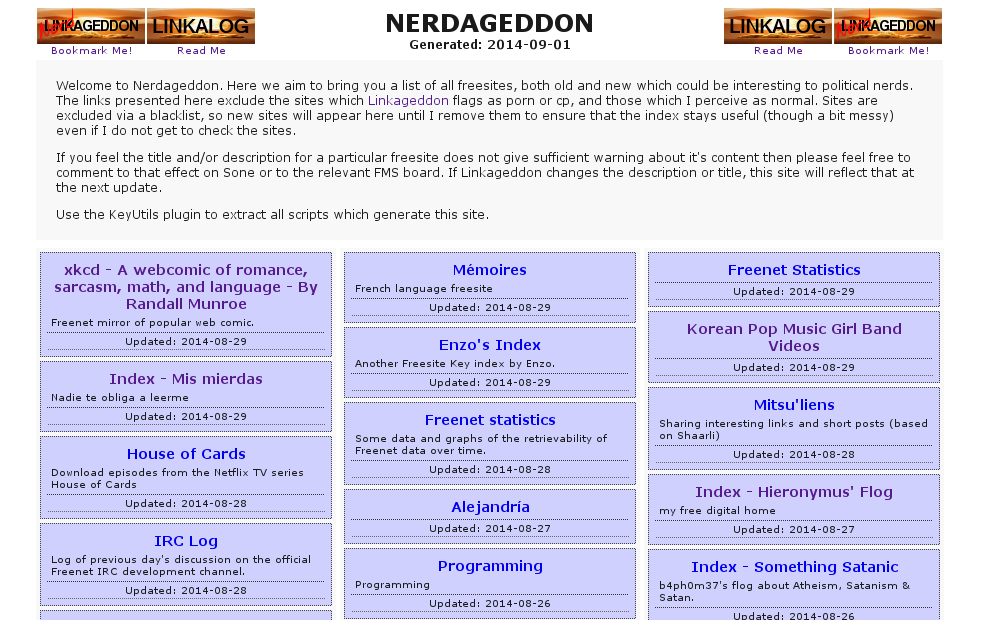 LINKAGEDDON
LINKALOG
NERDAGEDDON
LINKALOG
LINKAGEDDON
Bookmark Me!
Read Me
Generated: 2014-09-01
Read Me
Bookmark Me!
Welcome to Nerdageddon. Here we aim to bring you a list of all freesites, both old and new which could be interesting to political nerds.
The links presented here exclude the sites which Linkageddon flags as porn or cp, and those which I perceive as normal. Sites are
excluded via a blacklist, so new sites will appear here until I remove them to ensure that the index stays useful (though a bit messy)
even if I do not get to check the sites.
If you feel the title and/or description for a particular freesite does not give sufficient warning about it's content then please feel free to
comment to that effect on Sone or to the relevant FMS board. If Linkageddon changes the description or title, this site will reflect that at
the next update.
Use the KeyUtils plugin to extract all scripts which generate this site.
xkcd - A webcomic of romance,
sarcasm, math, and language - By
Randall Munroe
Freenet mirror of popular web comic.
Updated: 2014-08-29
Index - Mis mierdas
Nadie te obliga a leerme
Updated: 2014-08-29
House of Cards
Download episodes from the Netflix TV series
House of Cards
Updated: 2014-08-28
IRC Log
Log of previous day's discussion on the official
Freenet IRC development channel.
Updated: 2014-08-28
Mémoires
French language freesite
Updated: 2014-08-29
Enzo's Index
Another Freesite Key index by Enzo.
Updated: 2014-08-29
Freenet statistics
Some data and graphs of the retrievability of
Freenet data over time.
Updated: 2014-08-28
Alejandría
Updated: 2014-08-27
Programming
Programming
Updated: 2014-08-26
Freenet Statistics
Updated: 2014-08-29
Korean Pop Music Girl Band
Videos
Updated: 2014-08-29
Mitsu'liens
Sharing interesting links and short posts (based
on Shaarli)
Updated: 2014-08-28
Index - Hieronymus' Flog
my free digital home
Updated: 2014-08-27
Index - Something Satanic
b4ph0m37's flog about Atheism, Satanism &
Satan.
Updated: 2014-08-26